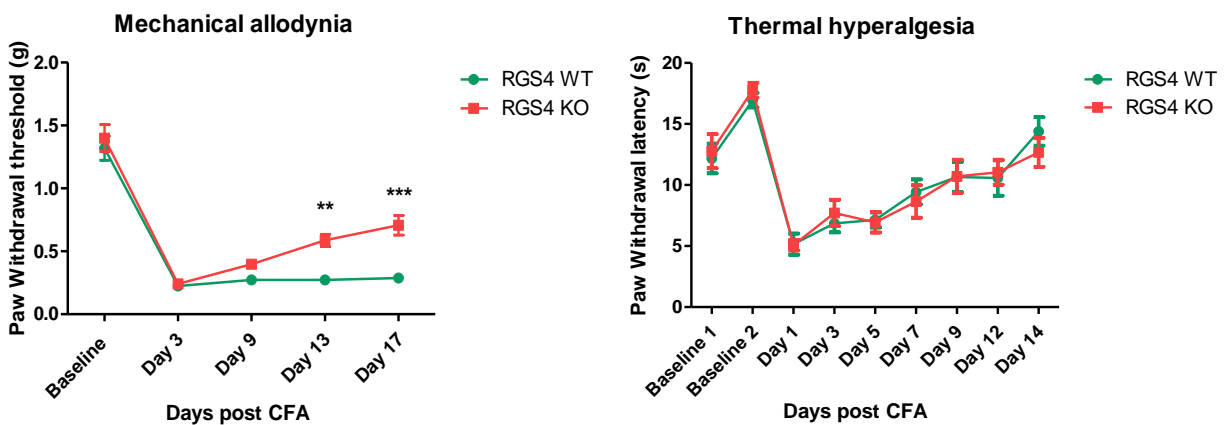 Mechanical allodynia
Paw Withdrawal threshold (g)
2.0
1.5
1.0
0.5
0.0
RGS4 WT
RGS4 KO
**
***
Baseline
Day 3
Day 9
Day 13
Day 17
Days post CFA
Thermal hyperalgesia
Paw Withdrawal latency (s)
20
15
10
5
0
RGS4 WT
RGS4 KO
Baseline 1
Baseline 2
Day 1
Day 3
Day 5
Day 7
Day 9
Day 12
Day 14
Days post CFA